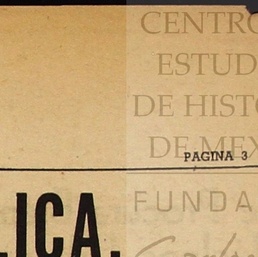 CENTRO
ESTUD
DE HISTO
DE MEX
PAGINA 3
FUNDA
LICA.